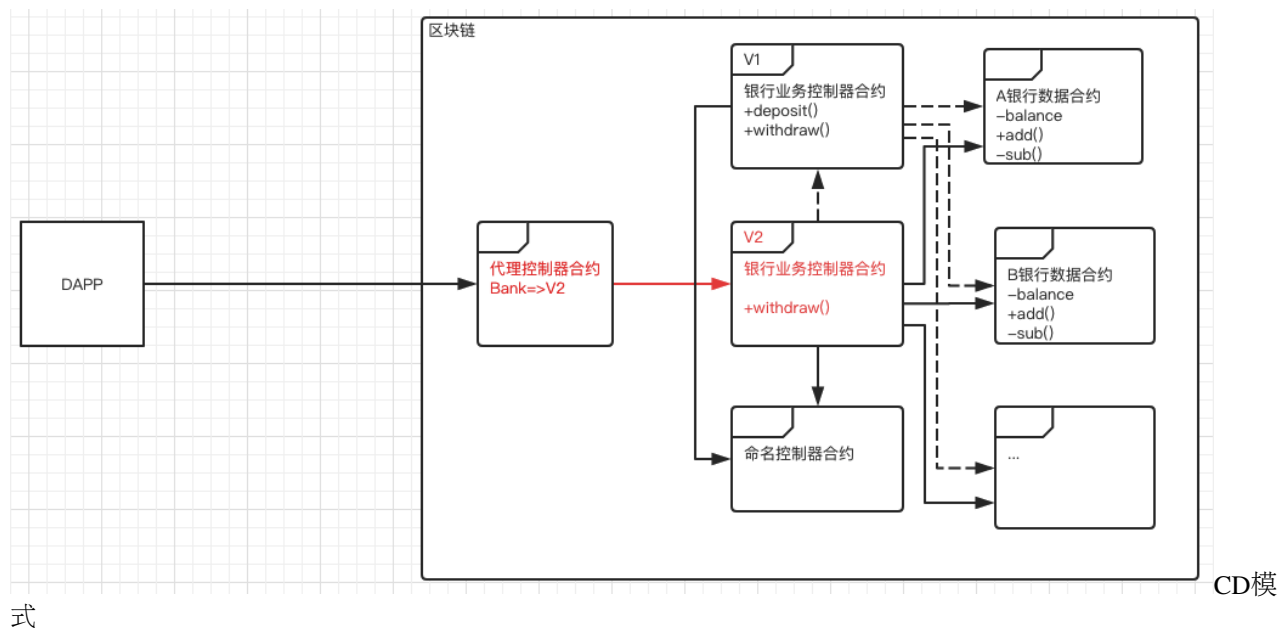 区块链
V1
银行业务控制器合约
+deposit()
+withdraw()
A银行数据合约
–balance
+add()
–sub()
DAPP
代理控制器合约
Bank=>V2
V2
银行业务控制器合约
+withdraw()
B银行数据合约
–balance
+add()
–sub()
命名控制器合约
...
CD模
式